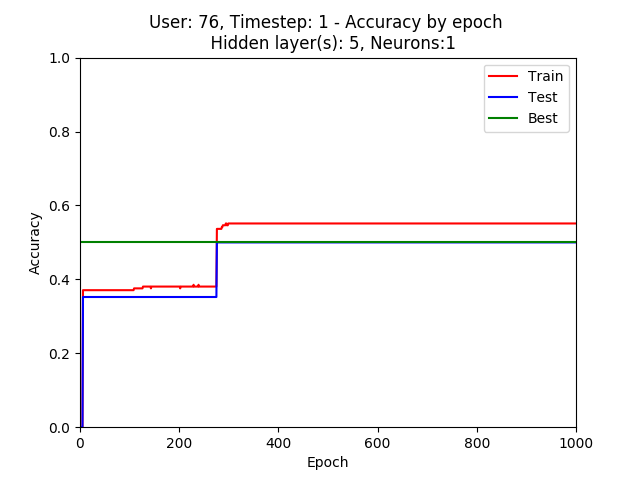 User: 76, Timestep: 1 - Accuracy by epoch
Hidden layer(s): 5, Neurons:1
1.0
0.8
0.6
0.4
0.2
0.0
Accuracy
Train
Test
Best
0 200 400 600 800 1000
Epoch